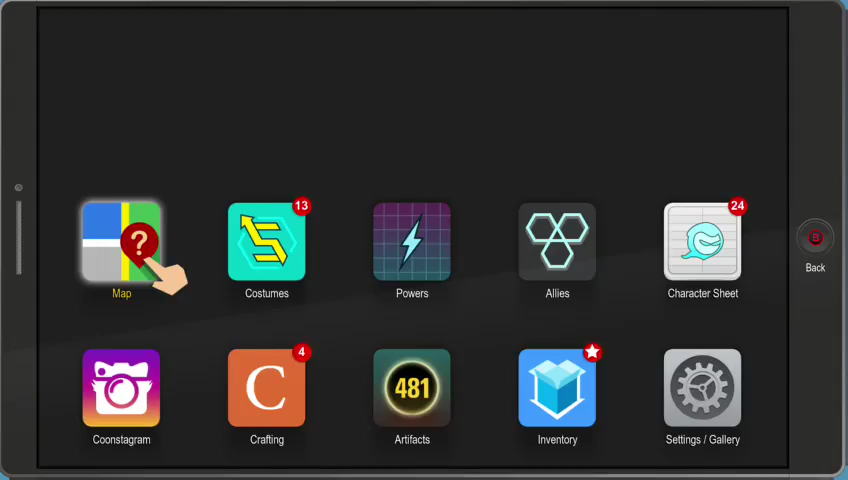 ?
13
24
Map
Costumes
Powers
Allies
Character Sheet
B
Back
4
C
481
Coonstagram
Crafting
Artifacts
Inventory
Settings / Gallery